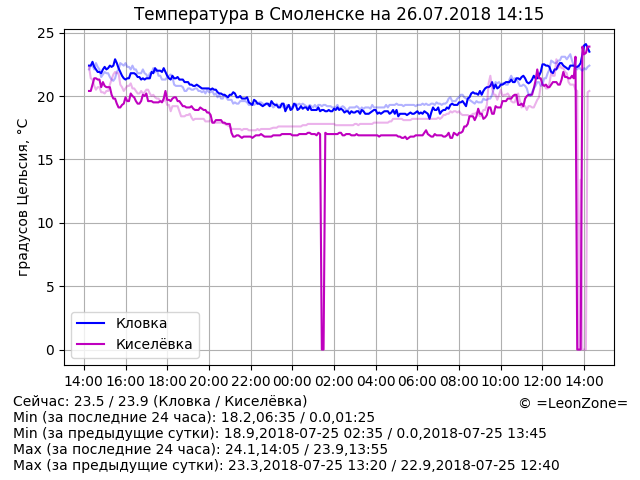 Температура в Смоленске на 26.07.2018 14:15
25
20
15
10
5
0
градусов Цельсия, °C
Кловка
Киселёвка
14:00 16:00 18:00 20:00 22:00 00:00 02:00 04:00 06:00 08:00 10:00 12:00 14:00
Сейчас: 23.5 / 23.9 (Кловка / Киселёвка)
© =LeonZone=
Min (за последние 24 часа): 18.2,06:35 / 0.0,01:25
Min (за предыдущие сутки): 18.9,2018-07-25 02:35 / 0.0,2018-07-25 13:45
Max (за последние 24 часа): 24.1,14:05 / 23.9,13:55
Max (за предыдущие сутки): 23.3,2018-07-25 13:20 / 22.9,2018-07-25 12:40